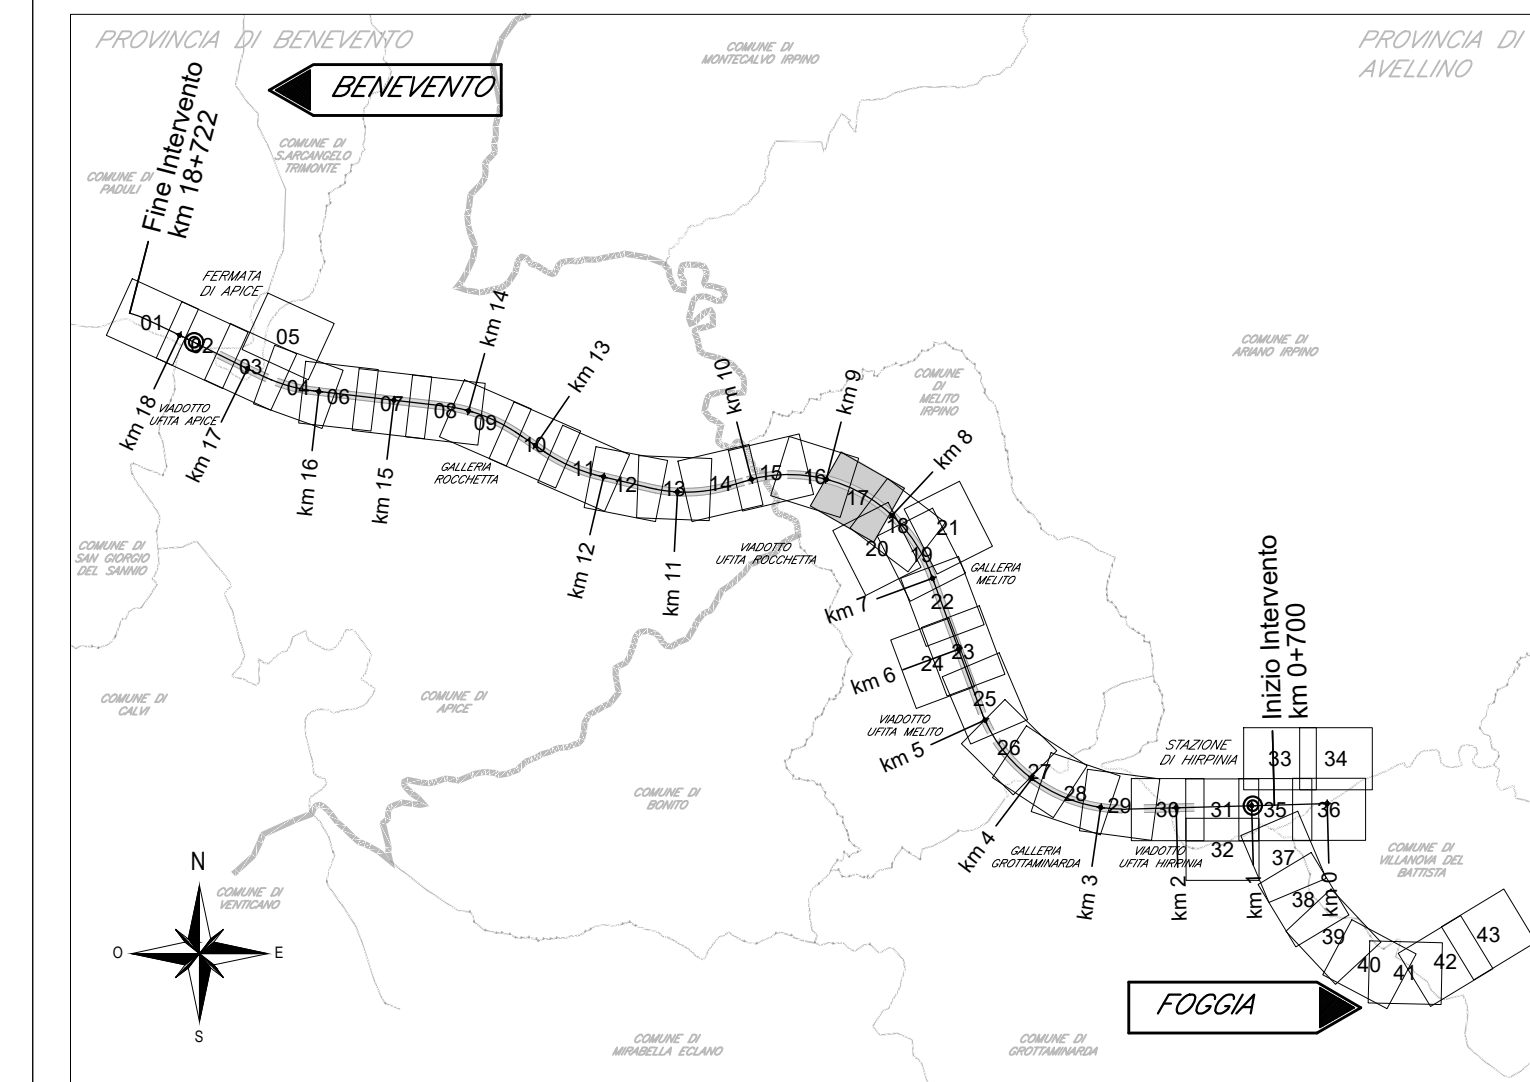 PROVINCIA DI BENEVENTO
PROVINCIA DI
AVELLINO
COMUNE DI
MONTECALVO IRPINO
BENEVENTO
Fine Intervento
km 18+722
COMUNE DI
S.ARCANGELO
TRIMONTE
COMUNE DI
PADULI
FERMATA
DI APICE
01
02
03
04
05
06
07
08
09
10
11
12
13
14
15
16
17
18
19
20
21
22
23
24
25
26
27
28
29
30
31
32
33
34
35
36
37
38
39
40
41
42
43
km 18
km 17
km 16
km 15
km 14
km 13
km 12
km 11
km 10
km 9
km 8
km 7
km 6
km 5
km 4
km 3
km 2
km 1
km 0
VIADOTTO
UFITA APICE
GALLERIA
ROCCHETTA
VIADOTTO
UFITA ROCCHETTA
GALLERIA
MELITO
VIADOTTO
UFITA MELITO
GALLERIA
GROTTAMINARDA
VIADOTTO
UFITA HIRPINIA
STAZIONE
DI HIRPINIA
Inizio Intervento
km 0+700
COMUNE DI
ARIANO IRPINO
COMUNE
DI
MELITO
IRPINO
COMUNE DI
SAN GIORGIO
DEL SANNIO
COMUNE DI
CALVI
COMUNE DI
APICE
COMUNE DI
BONITO
COMUNE DI
VENTICANO
COMUNE DI
VILLANOVA DEL
BATTISTA
COMUNE DI
MIRABELLA ECLANO
COMUNE DI
GROTTAMINARDA
FOGGIA
N
O
E
S